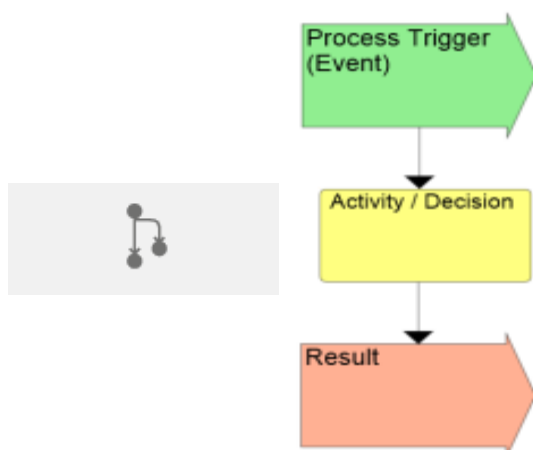 Process Trigger
(Event)
Activity / Decision
Result